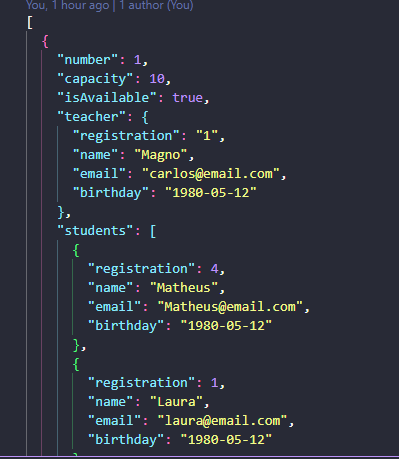 You, 1 hour ago | 1 author (You)
[
{
"number": 1,
"capacity": 10,
"isAvailable": true,
"teacher": {
"registration": "1",
"name": "Magno",
"email": "carlos@email.com",
"birthday": "1980-05-12"
},
"students": [
{
"registration": 4,
"name": "Matheus",
"email": "Matheus@email.com",
"birthday": "1980-05-12"
},
{
"registration": 1,
"name": "Laura",
"email": "laura@email.com",
"birthday": "1980-05-12"